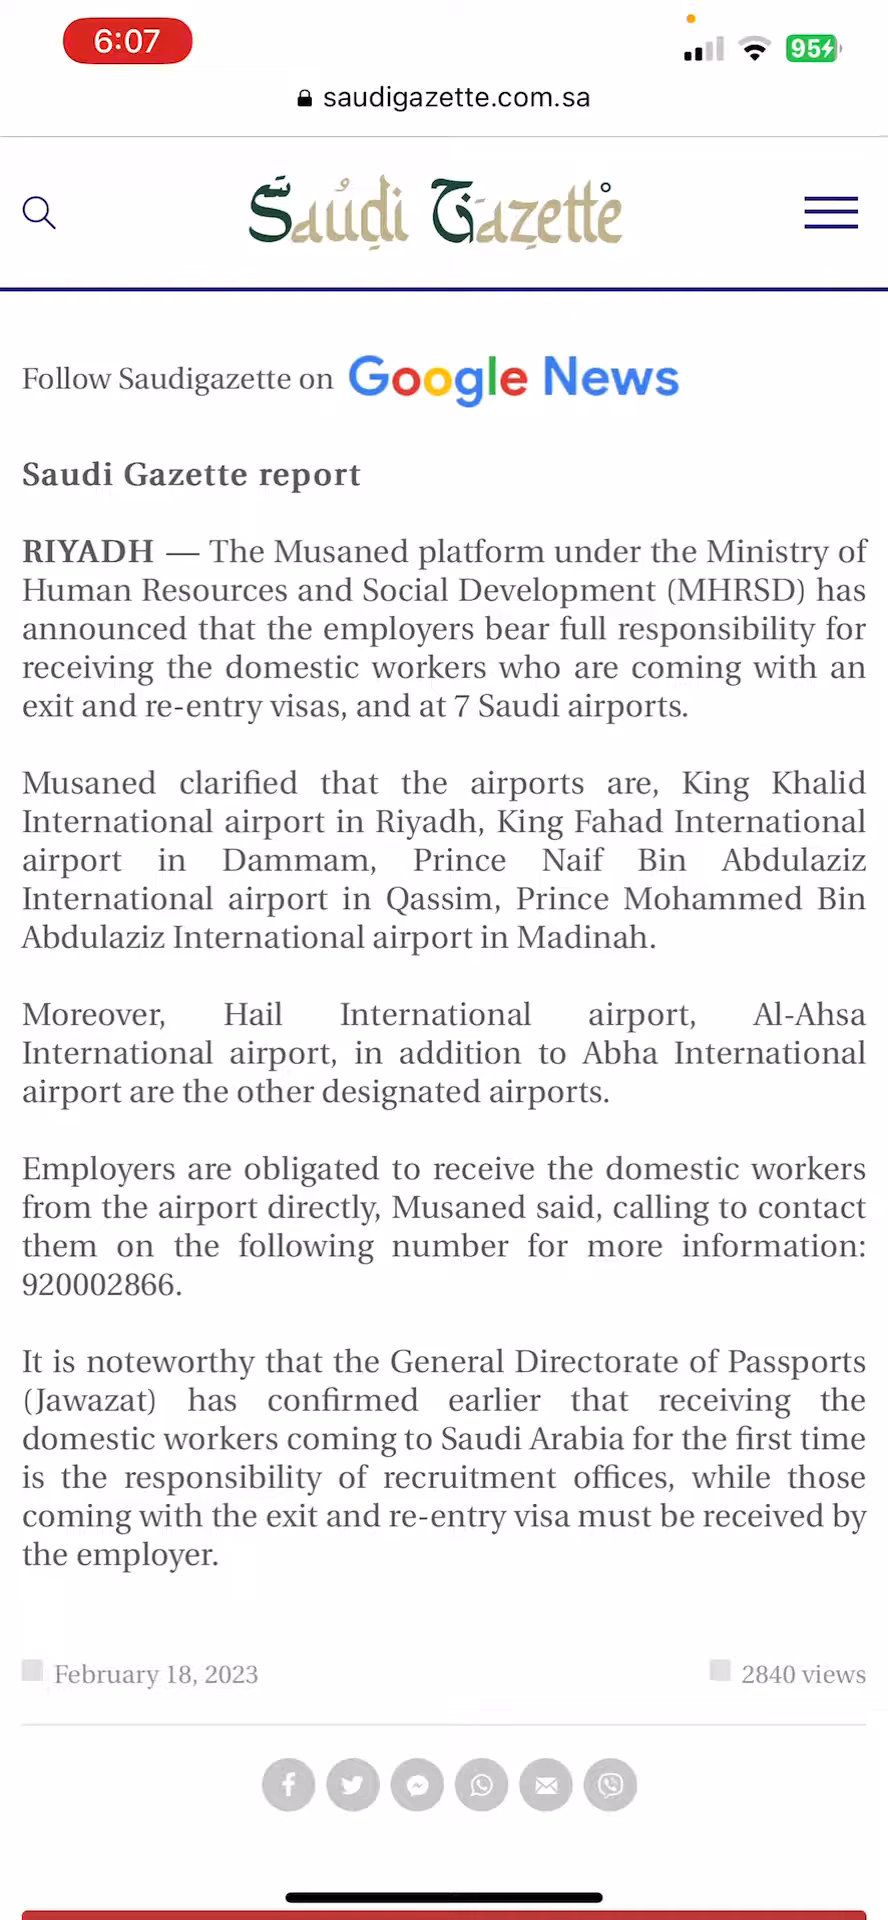 6:07
95
saudigazette.com.sa
Saudi Gazette
Follow Saudigazette on Google News
Saudi Gazette report
RIYADH — The Musaned platform under the Ministry of
Human Resources and Social Development (MHRSD) has
announced that the employers bear full responsibility for
receiving the domestic workers who are coming with an
exit and re-entry visas, and at 7 Saudi airports.
Musaned clarified that the airports are, King Khalid
International airport in Riyadh, King Fahad International
airport in Dammam, Prince Naif Bin Abdulaziz
International airport in Qassim, Prince Mohammed Bin
Abdulaziz International airport in Madinah.
Moreover, Hail International airport, Al-Ahsa
International airport, in addition to Abha International
airport are the other designated airports.
Employers are obligated to receive the domestic workers
from the airport directly, Musaned said, calling to contact
them on the following number for more information:
920002866.
It is noteworthy that the General Directorate of Passports
(Jawazat) has confirmed earlier that receiving the
domestic workers coming to Saudi Arabia for the first time
is the responsibility of recruitment offices, while those
coming with the exit and re-entry visa must be received by
the employer.
February 18, 2023
2840 views